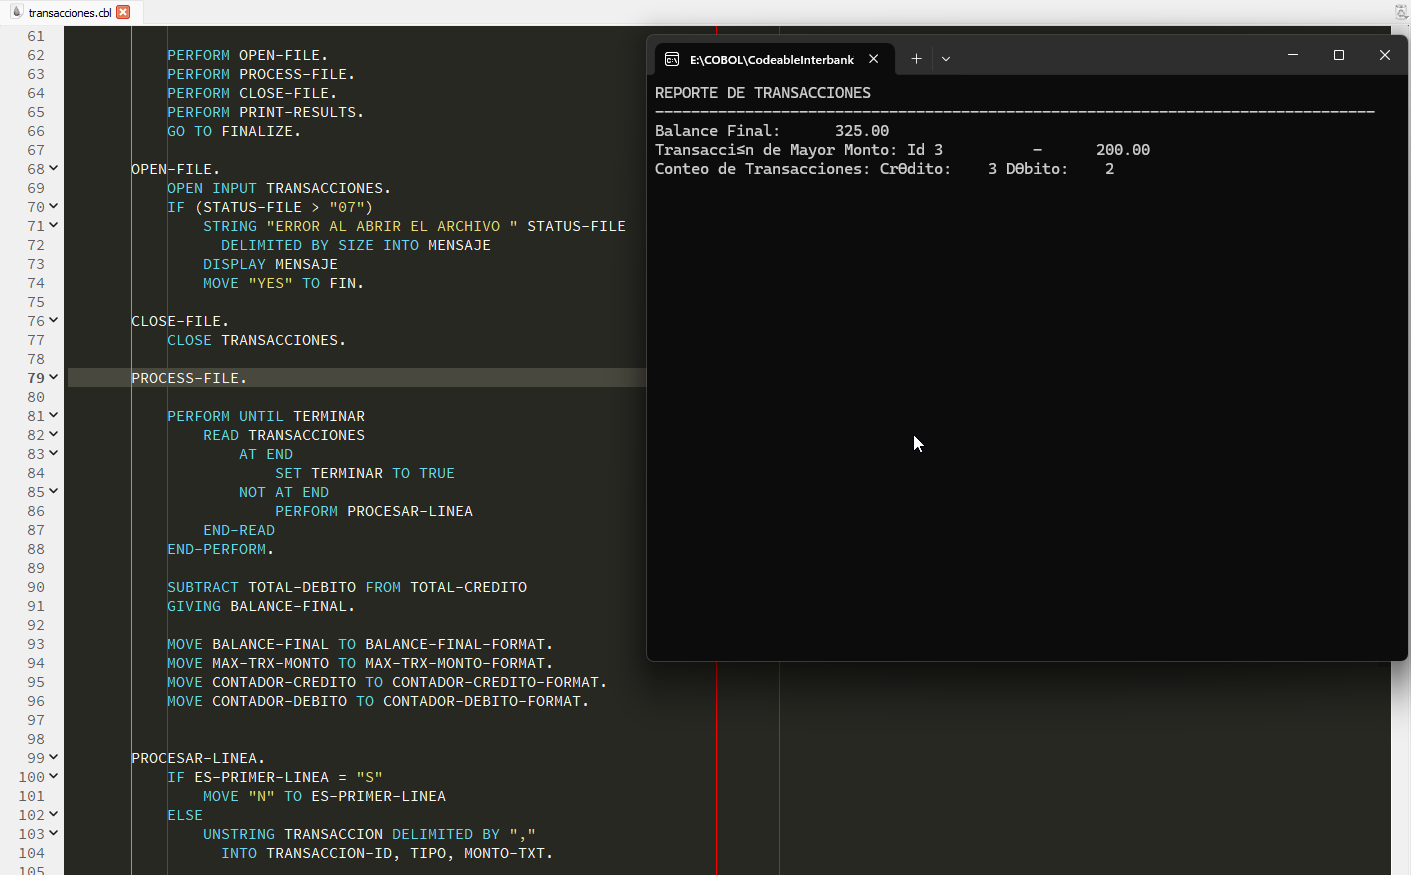 transacciones.cbl
61
62 PERFORM OPEN-FILE.
63 PERFORM PROCESS-FILE.
64 PERFORM CLOSE-FILE.
65 PERFORM PRINT-RESULTS.
66 GO TO FINALIZE.
67
68 OPEN-FILE.
69 OPEN INPUT TRANSACCIONES.
70 IF (STATUS-FILE > "07")
71 STRING "ERROR AL ABRIR EL ARCHIVO " STATUS-FILE
72 DELIMITED BY SIZE INTO MENSAJE
73 DISPLAY MENSAJE
74 MOVE "YES" TO FIN.
75
76 CLOSE-FILE.
77 CLOSE TRANSACCIONES.
78
79 PROCESS-FILE.
80
81 PERFORM UNTIL TERMINAR
82 READ TRANSACCIONES
83 AT END
84 SET TERMINAR TO TRUE
85 NOT AT END
86 PERFORM PROCESAR-LINEA
87 END-READ
88 END-PERFORM.
89
90 SUBTRACT TOTAL-DEBITO FROM TOTAL-CREDITO
91 GIVING BALANCE-FINAL.
92
93 MOVE BALANCE-FINAL TO BALANCE-FINAL-FORMAT.
94 MOVE MAX-TRX-MONTO TO MAX-TRX-MONTO-FORMAT.
95 MOVE CONTADOR-CREDITO TO CONTADOR-CREDITO-FORMAT.
96 MOVE CONTADOR-DEBITO TO CONTADOR-DEBITO-FORMAT.
97
98
99 PROCESAR-LINEA.
100 IF ES-PRIMER-LINEA = "S"
101 MOVE "N" TO ES-PRIMER-LINEA
102 ELSE
103 UNSTRING TRANSACCION DELIMITED BY ","
104 INTO TRANSACCION-ID, TIPO, MONTO-TXT.
105
E:\COBOL\CodeableInterbank
REPORTE DE TRANSACCIONES
--------------------------------------------------------------------------------
Balance Final:      325.00
Transacci≤n de Mayor Monto: Id 3          -      200.00
Conteo de Transacciones: CrΘdito:    3 DΘbito:    2